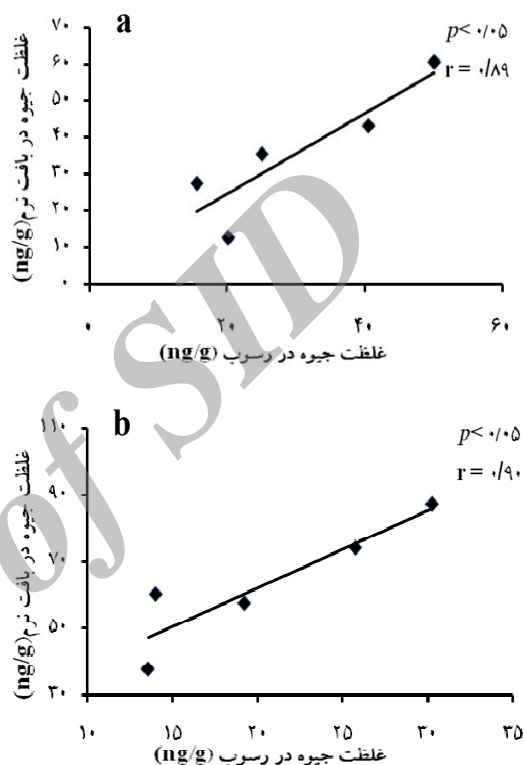 a
p< ۰/۰۵
r = ۰/۸۹
غلظت جیوه در بافت نرم(ng/g)
۷۰
۶۰
۵۰
۴۰
۳۰
۲۰
۱۰
۰
۰ ۲۰ ۴۰ ۶۰
غلظت جیوه در رسوب (ng/g)
b
p< ۰/۰۵
r = ۰/۹۰
غلظت جیوه در بافت نرم(ng/g)
۱۱۰
۹۰
۷۰
۵۰
۳۰
۱۰ ۱۵ ۲۰ ۲۵ ۳۰ ۳۵
غلظت جیوه در رسوب (ng/g)
of SID